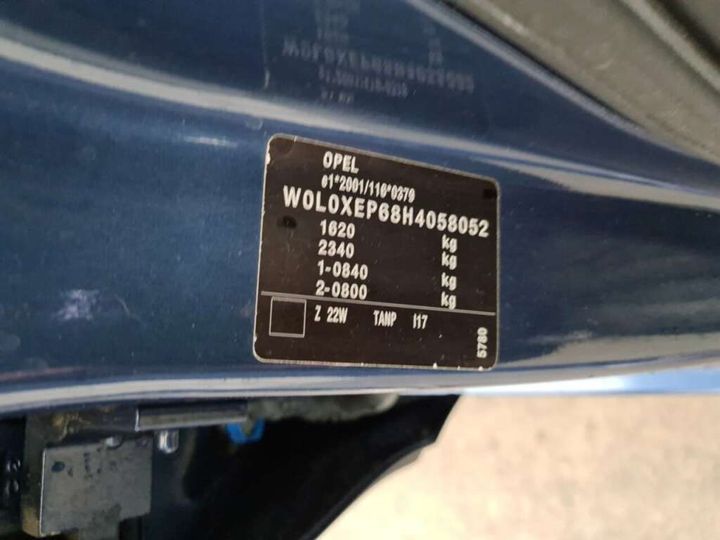 OPEL
e1*2001/116*0379
W0L0XEP68H4058052
1620 kg
2340 kg
1-0840 kg
2-0800 kg
Z 22W TANP I17
5780